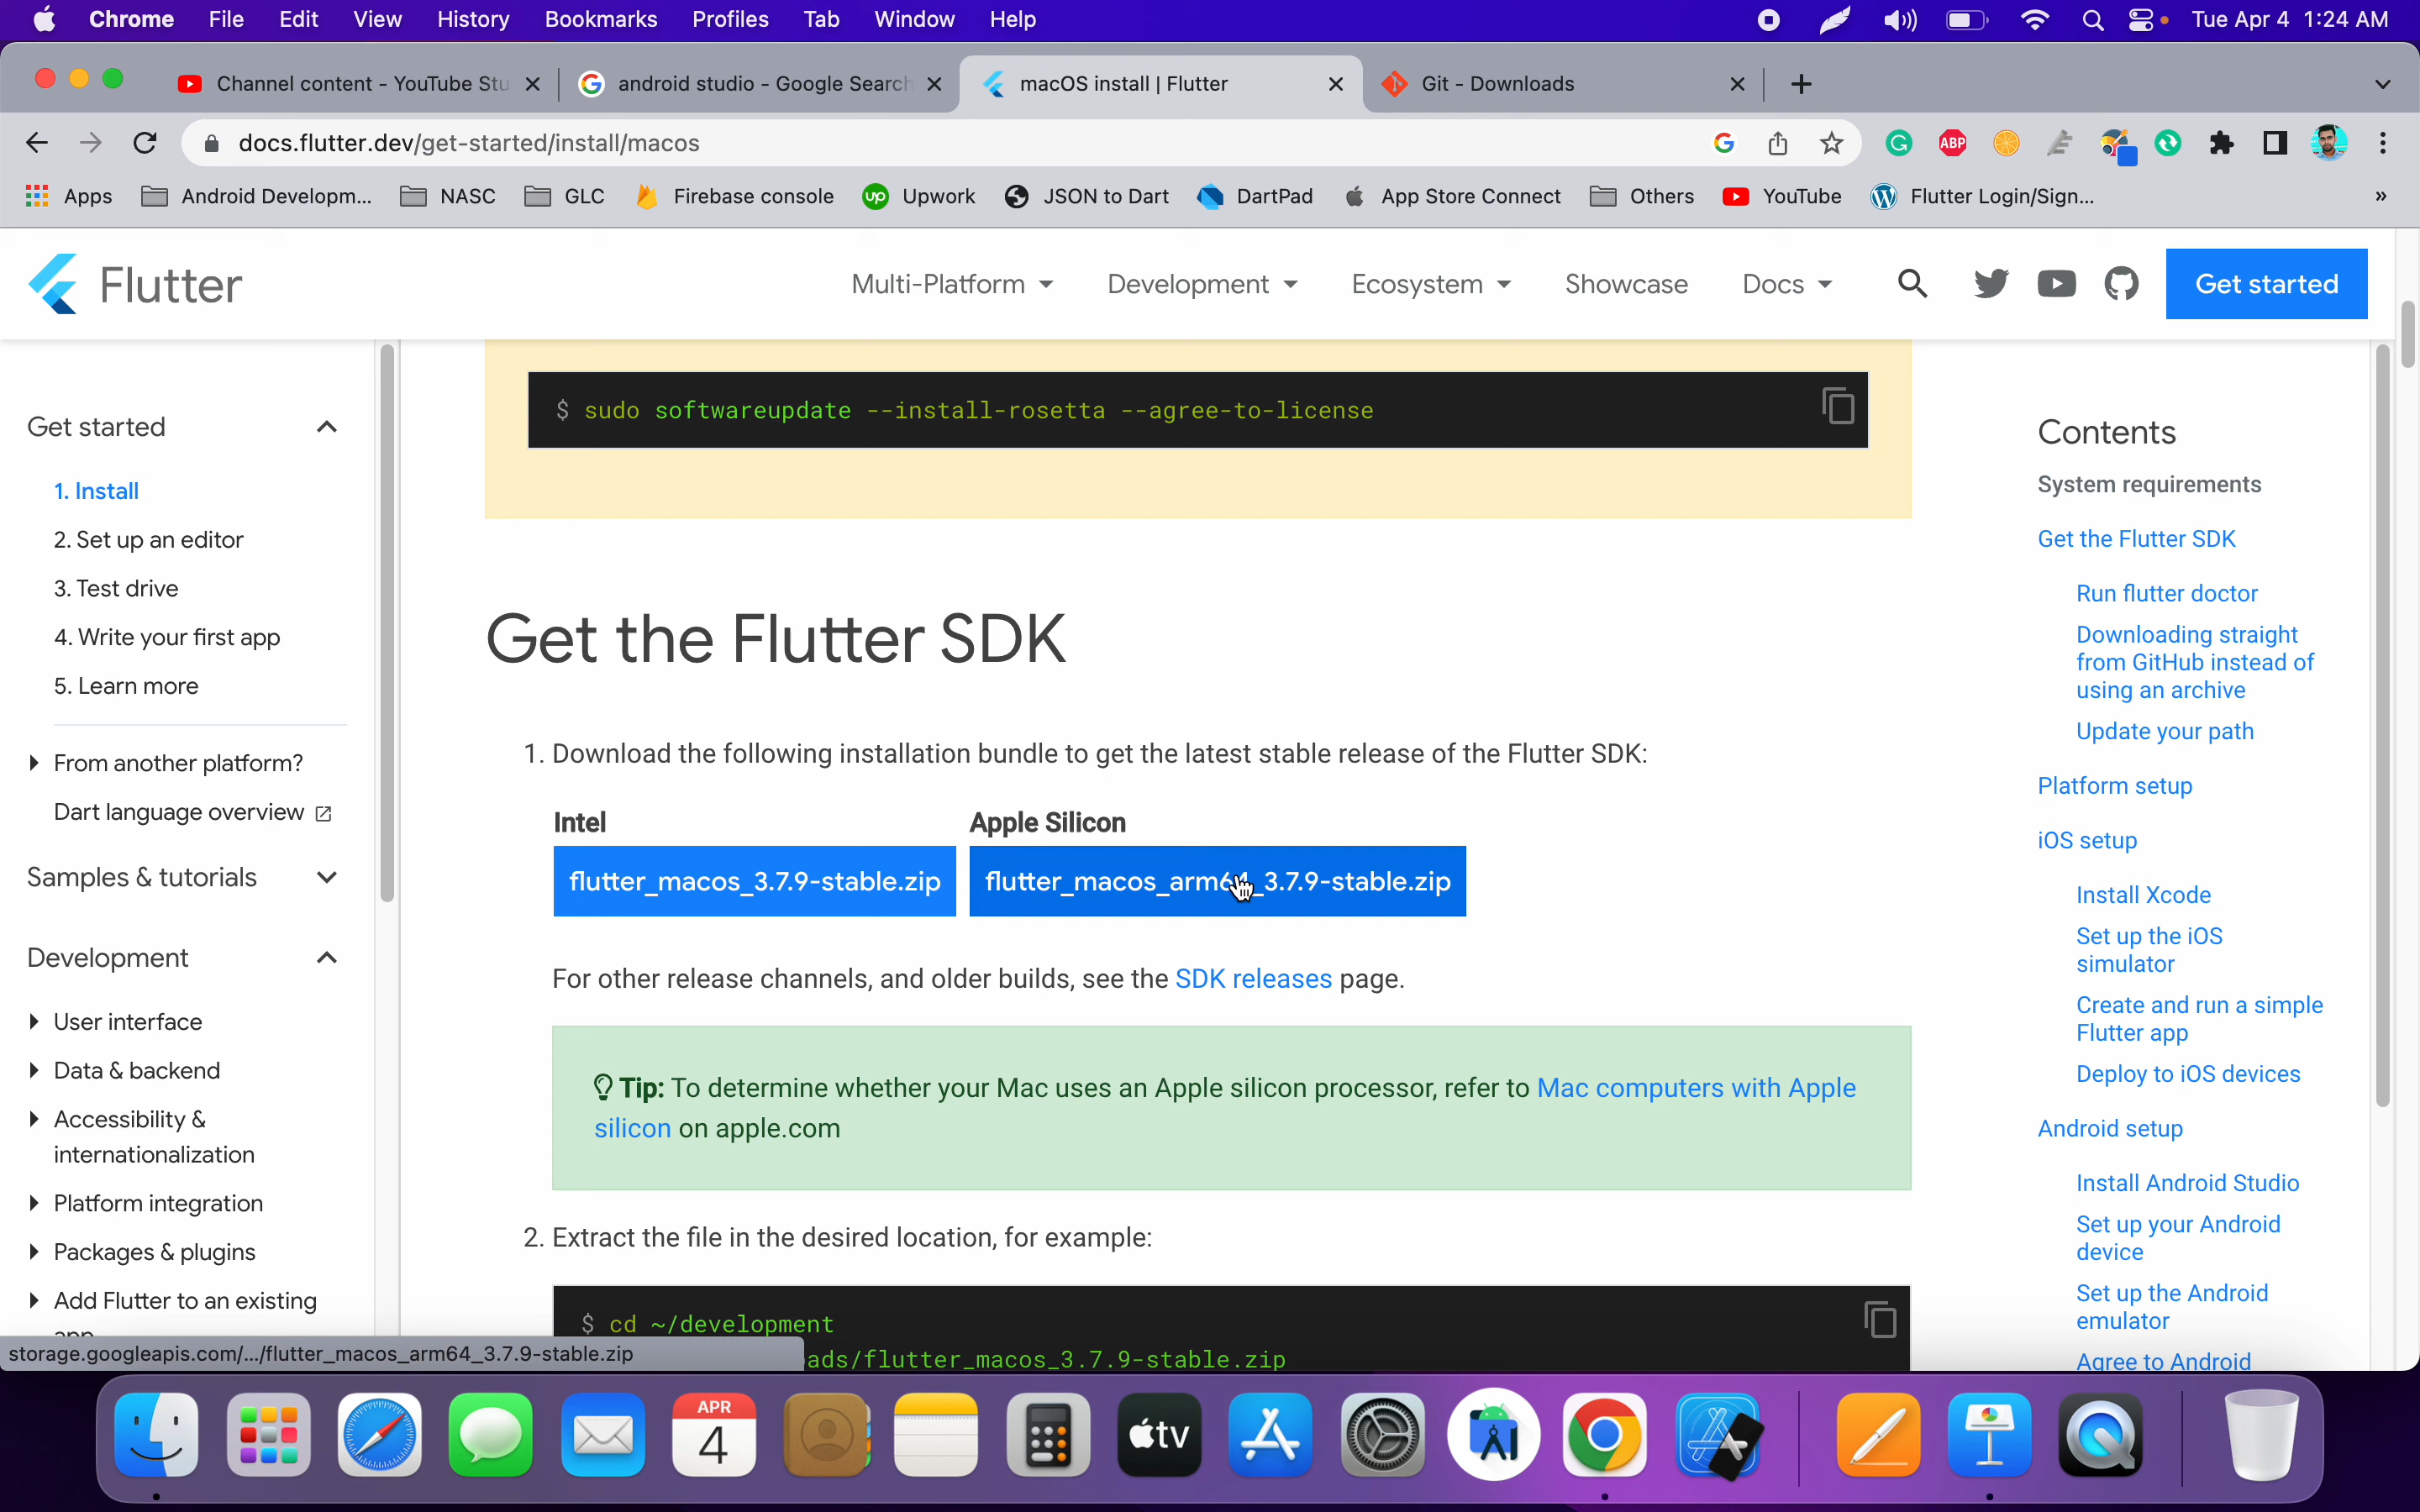 Chrome File Edit View History Bookmarks Profiles Tab Window Help Tue Apr 4 1:24 AM
Channel content - YouTube Stu android studio - Google Search macOS install | Flutter Git - Downloads
docs.flutter.dev/get-started/install/macos
ABP
Apps Android Developm... NASC GLC Firebase console up Upwork JSON to Dart DartPad App Store Connect Others YouTube Flutter Login/Sign... »
Flutter Multi-Platform Development Ecosystem Showcase Docs Get started
$ sudo softwareupdate --install-rosetta --agree-to-license
Get started
1. Install
2. Set up an editor
3. Test drive
4. Write your first app
5. Learn more
From another platform?
Dart language overview
Samples & tutorials
Development
User interface
Data & backend
Accessibility &
internationalization
Platform integration
Packages & plugins
Add Flutter to an existing
app
Get the Flutter SDK
1. Download the following installation bundle to get the latest stable release of the Flutter SDK:
Intel Apple Silicon
flutter_macos_3.7.9-stable.zip flutter_macos_arm64_3.7.9-stable.zip
For other release channels, and older builds, see the SDK releases page.
Tip: To determine whether your Mac uses an Apple silicon processor, refer to Mac computers with Apple
silicon on apple.com
2. Extract the file in the desired location, for example:
$ cd ~/development
ads/flutter_macos_3.7.9-stable.zip
Contents
System requirements
Get the Flutter SDK
Run flutter doctor
Downloading straight
from GitHub instead of
using an archive
Update your path
Platform setup
iOS setup
Install Xcode
Set up the iOS
simulator
Create and run a simple
Flutter app
Deploy to iOS devices
Android setup
Install Android Studio
Set up your Android
device
Set up the Android
emulator
Agree to Android
storage.googleapis.com/.../flutter_macos_arm64_3.7.9-stable.zip
APR
4
tv